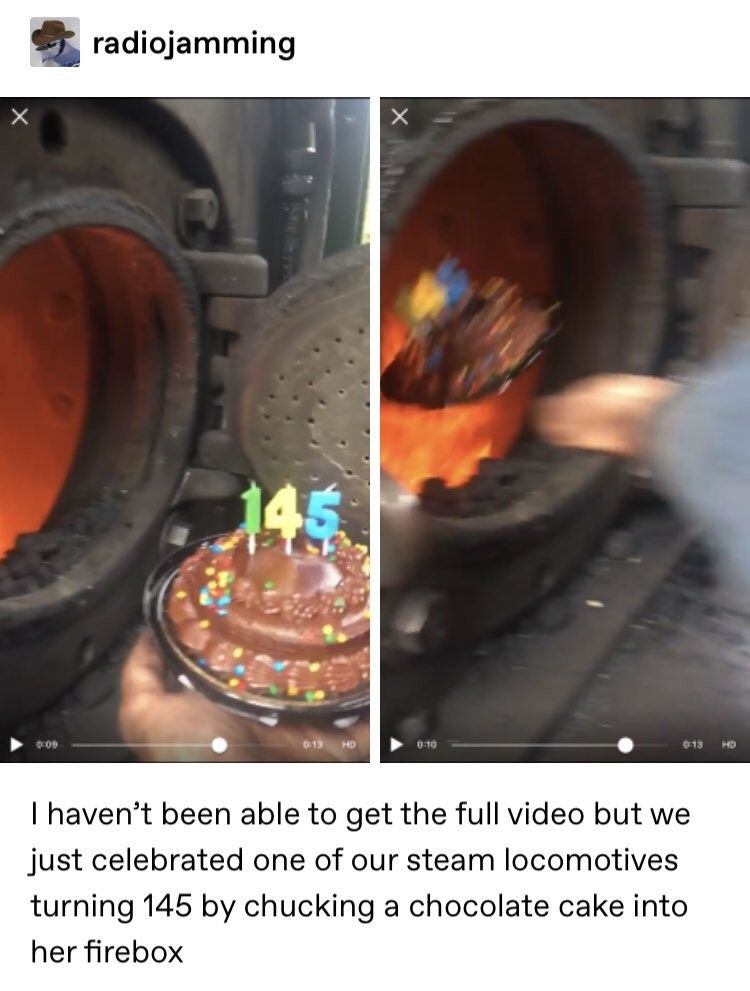 radiojamming
145
0:09
0:13
HD
0:10
0:13
HD
I haven’t been able to get the full video but we
just celebrated one of our steam locomotives
turning 145 by chucking a chocolate cake into
her firebox